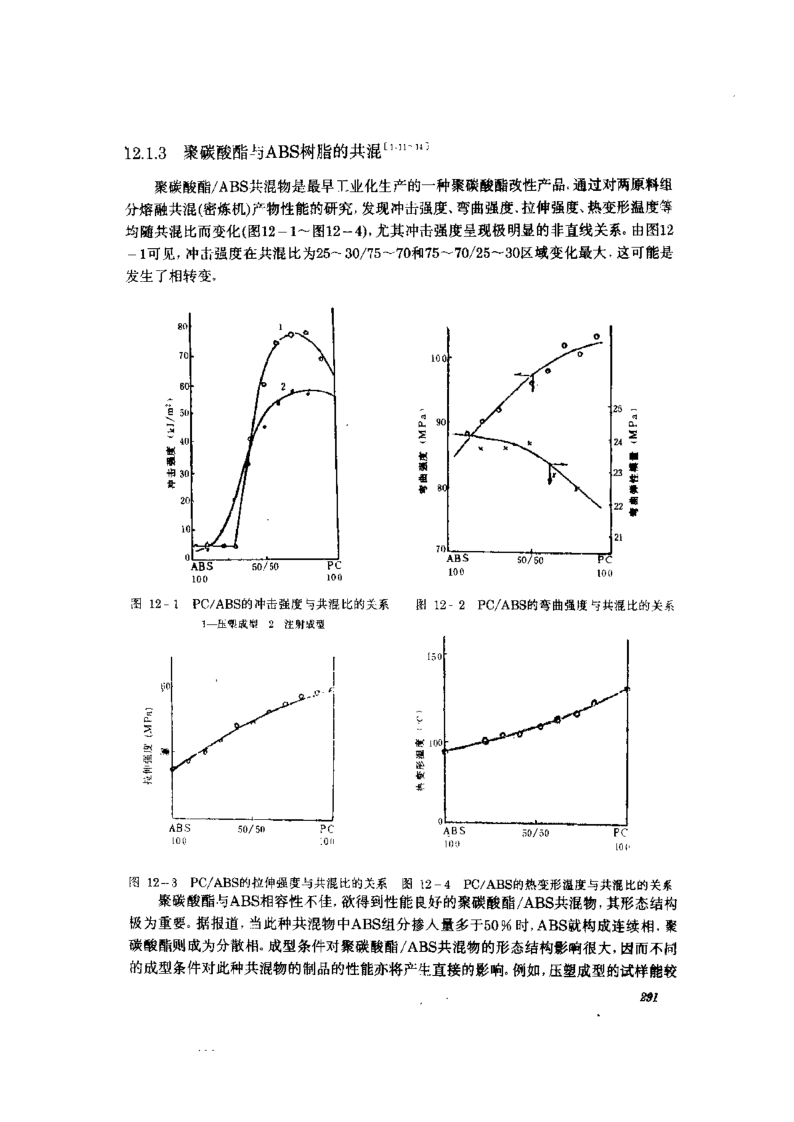 12.1.3 聚碳酸酯与ABS树脂的共混[1·11~14]
聚碳酸酯/ABS共混物是最早工业化生产的一种聚碳酸酯改性产品.通过对两原料组
分熔融共混(密炼机)产物性能的研究,发现冲击强度、弯曲强度、拉伸强度、热变形温度等
均随共混比而变化(图12-1~图12-4),尤其冲击强度呈现极明显的非直线关系。由图12
-1可见,冲击强度在共混比为25~30/75~70和75~70/25~30区域变化最大.这可能是
发生了相转变。
冲击强度 (kJ/m²)
80
70
60
50
40
30
20
10
0
1
2
ABS
100
50/50
PC
100
图 12-1 PC/ABS的冲击强度与共混比的关系
1—压塑成型 2 注射成型
弯曲强度 (MPa)
100
90
80
70
弯曲弹性模量 (MPa)
25
24
23
22
21
ABS
100
50/50
PC
100
图 12-2 PC/ABS的弯曲强度与共混比的关系
拉伸强度 (MPa)
ABS
100
50/50
PC
图 12-3 PC/ABS的拉伸强度与共混比的关系
热变形温度 (℃)
150
100
0
ABS
100
50/50
PC
图 12-4 PC/ABS的热变形温度与共混比的关系
聚碳酸酯与ABS相容性不佳,欲得到性能良好的聚碳酸酯/ABS共混物,其形态结构
极为重要。据报道,当此种共混物中ABS组分掺入量多于50%时,ABS就构成连续相.聚
碳酸酯则成为分散相。成型条件对聚碳酸酯/ABS共混物的形态结构影响很大,因而不同
的成型条件对此种共混物的制品的性能亦将产生直接的影响。例如,压塑成型的试样能较
291